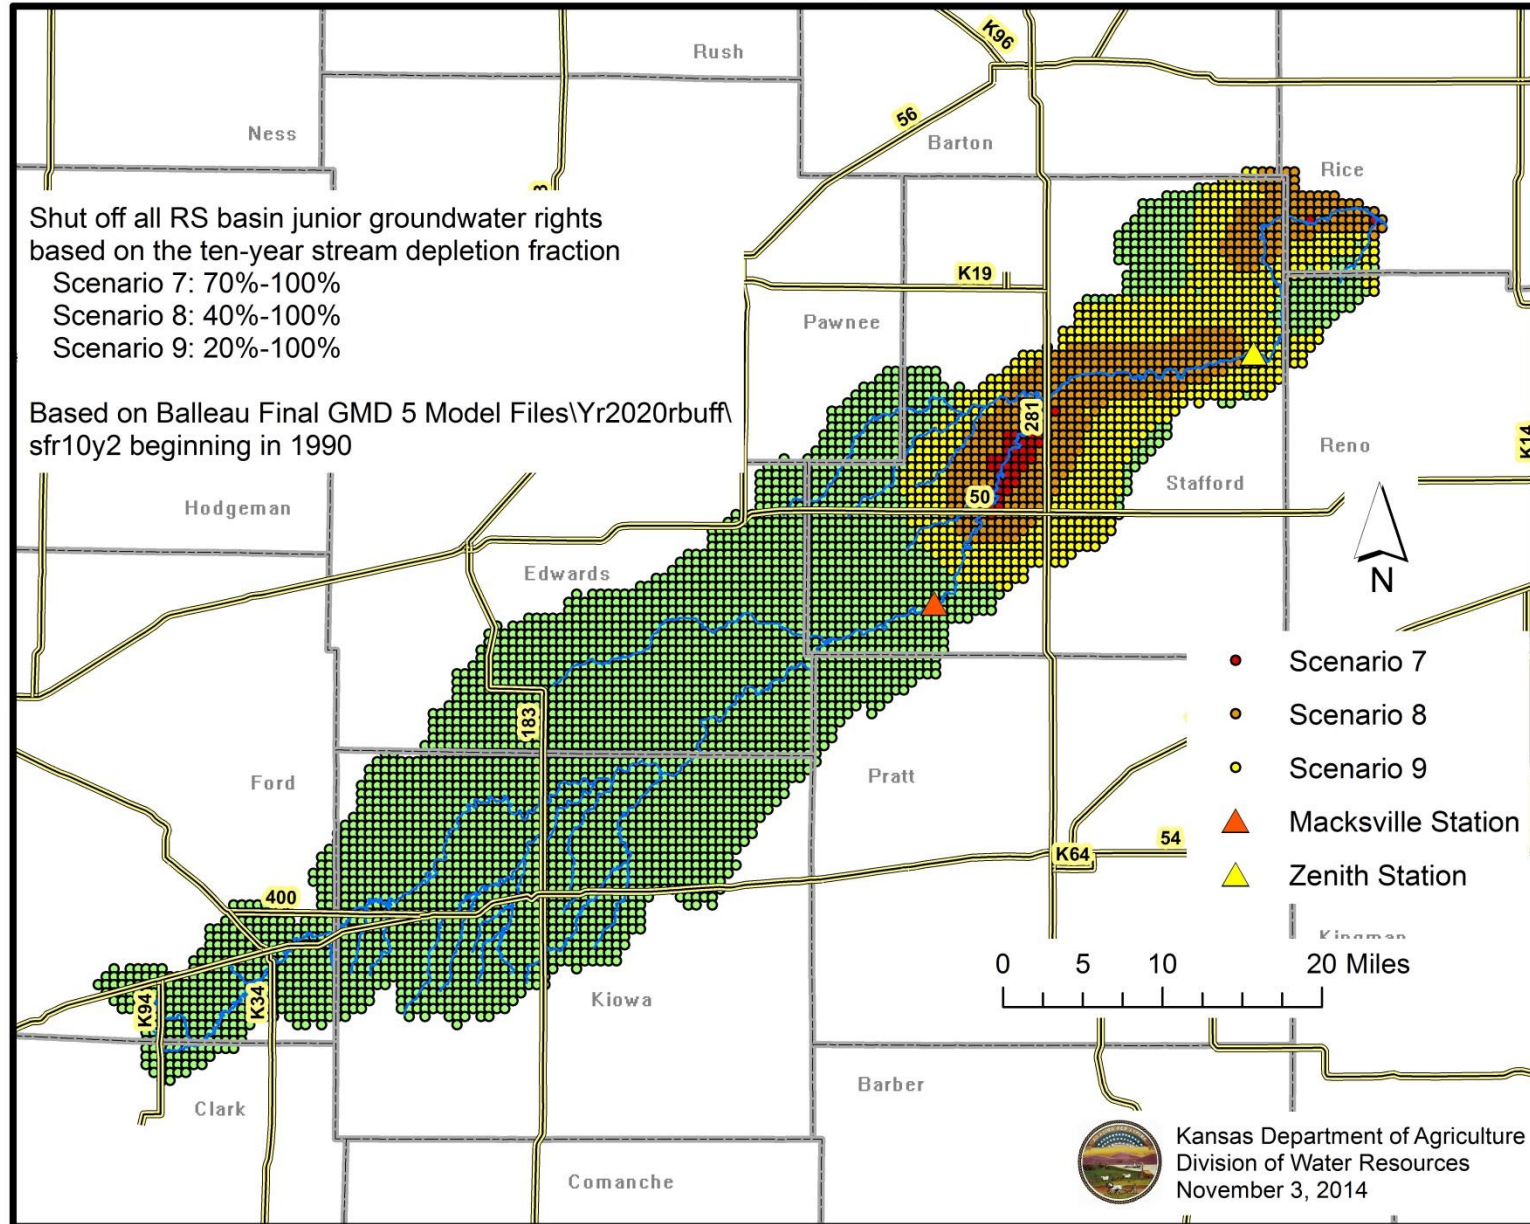 K96
Rush
56
Ness
Barton
Rice
Shut off all RS basin junior groundwater rights
based on the ten-year stream depletion fraction
Scenario 7: 70%-100%
Scenario 8: 40%-100%
Scenario 9: 20%-100%
K19
Pawnee
Based on Balleau Final GMD 5 Model Files\Yr2020rbuff\
sfr10y2 beginning in 1990
281
K14
Reno
Stafford
50
Hodgeman
Edwards
N
Scenario 7
Scenario 8
Scenario 9
Macksville Station
Zenith Station
183
Ford
Pratt
54
K64
400
Kingman
0 5 10 20 Miles
K94
K34
Kiowa
Barber
Clark
Comanche
Kansas Department of Agriculture
Division of Water Resources
November 3, 2014